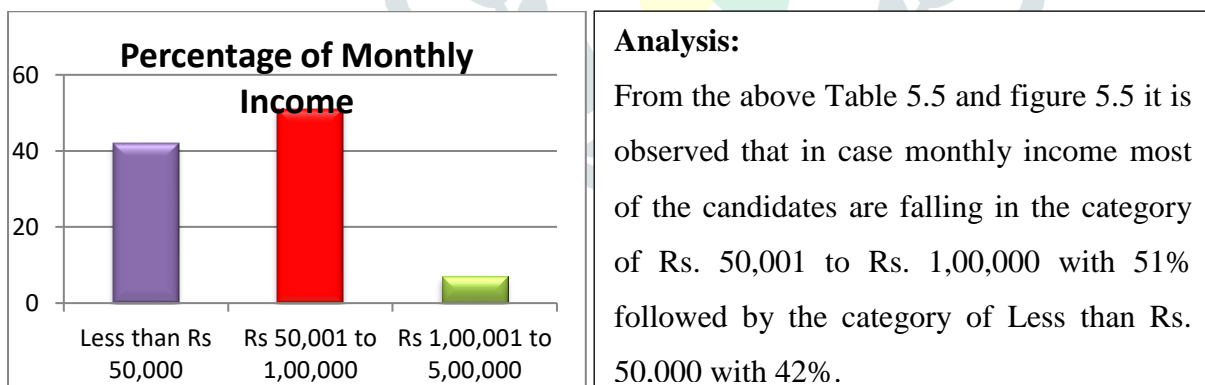 Percentage of Monthly
Income
60
40
20
0
Less than Rs
50,000
Rs 50,001 to
1,00,000
Rs 1,00,001 to
5,00,000
Analysis:
From the above Table 5.5 and figure 5.5 it is
observed that in case monthly income most
of the candidates are falling in the category
of Rs. 50,001 to Rs. 1,00,000 with 51%
followed by the category of Less than Rs.
50,000 with 42%.